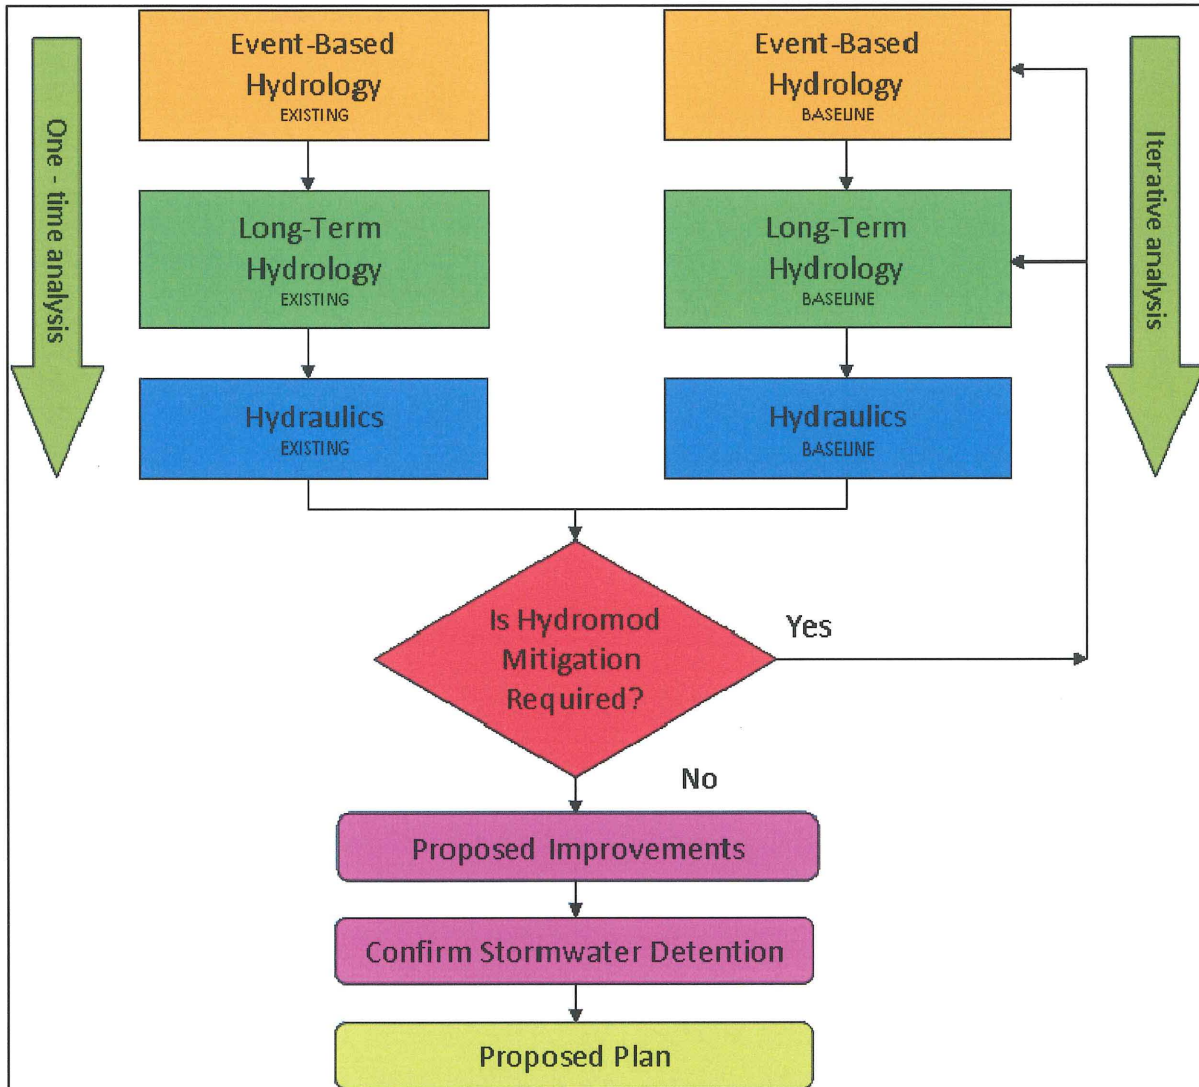 One - time analysis
Event-Based
Hydrology
EXISTING
Long-Term
Hydrology
EXISTING
Hydraulics
EXISTING
Event-Based
Hydrology
BASELINE
Long-Term
Hydrology
BASELINE
Hydraulics
BASELINE
Iterative analysis
Is Hydromod
Mitigation
Required?
Yes
No
Proposed Improvements
Confirm Stormwater Detention
Proposed Plan